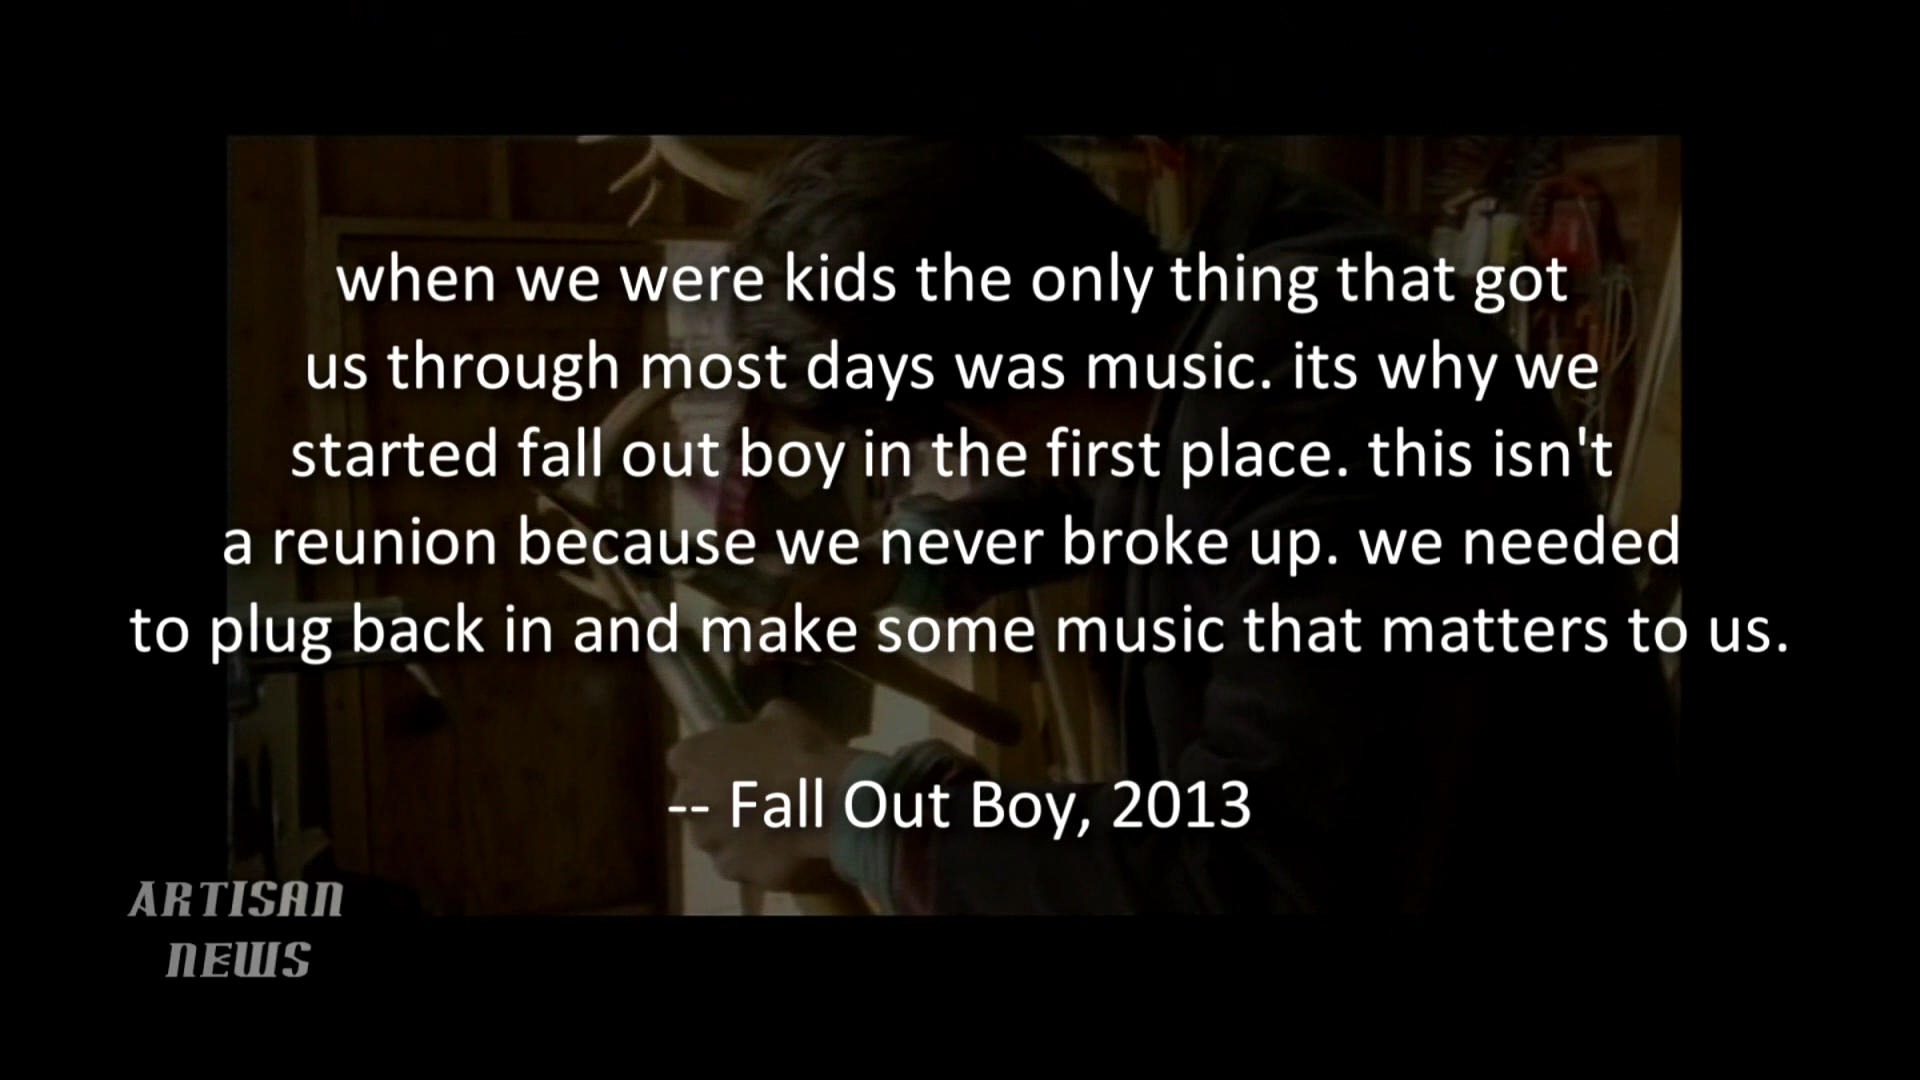 when we were kids the only thing that got
us through most days was music. its why we
started fall out boy in the first place. this isn't
a reunion because we never broke up. we needed
to plug back in and make some music that matters to us.
-- Fall Out Boy, 2013
ARTISAN
NEWS